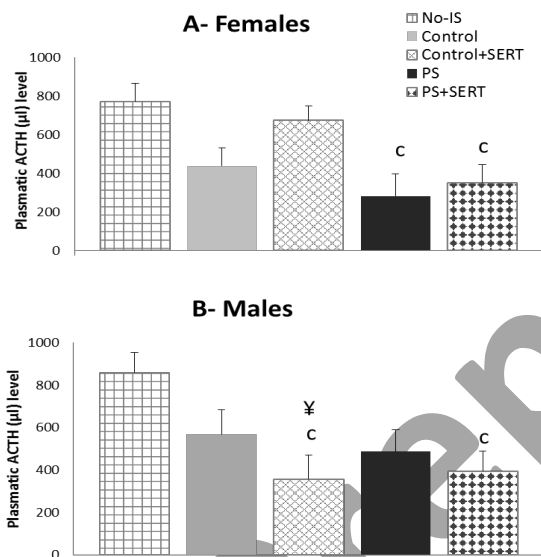 A- Females
No-IS
Control
Control+SERT
PS
PS+SERT
Plasmatic ACTH (µl) level
1000
800
600
400
200
0
C
C
B- Males
Plasmatic ACTH (µl) level
1000
800
600
400
200
0
¥
C
C